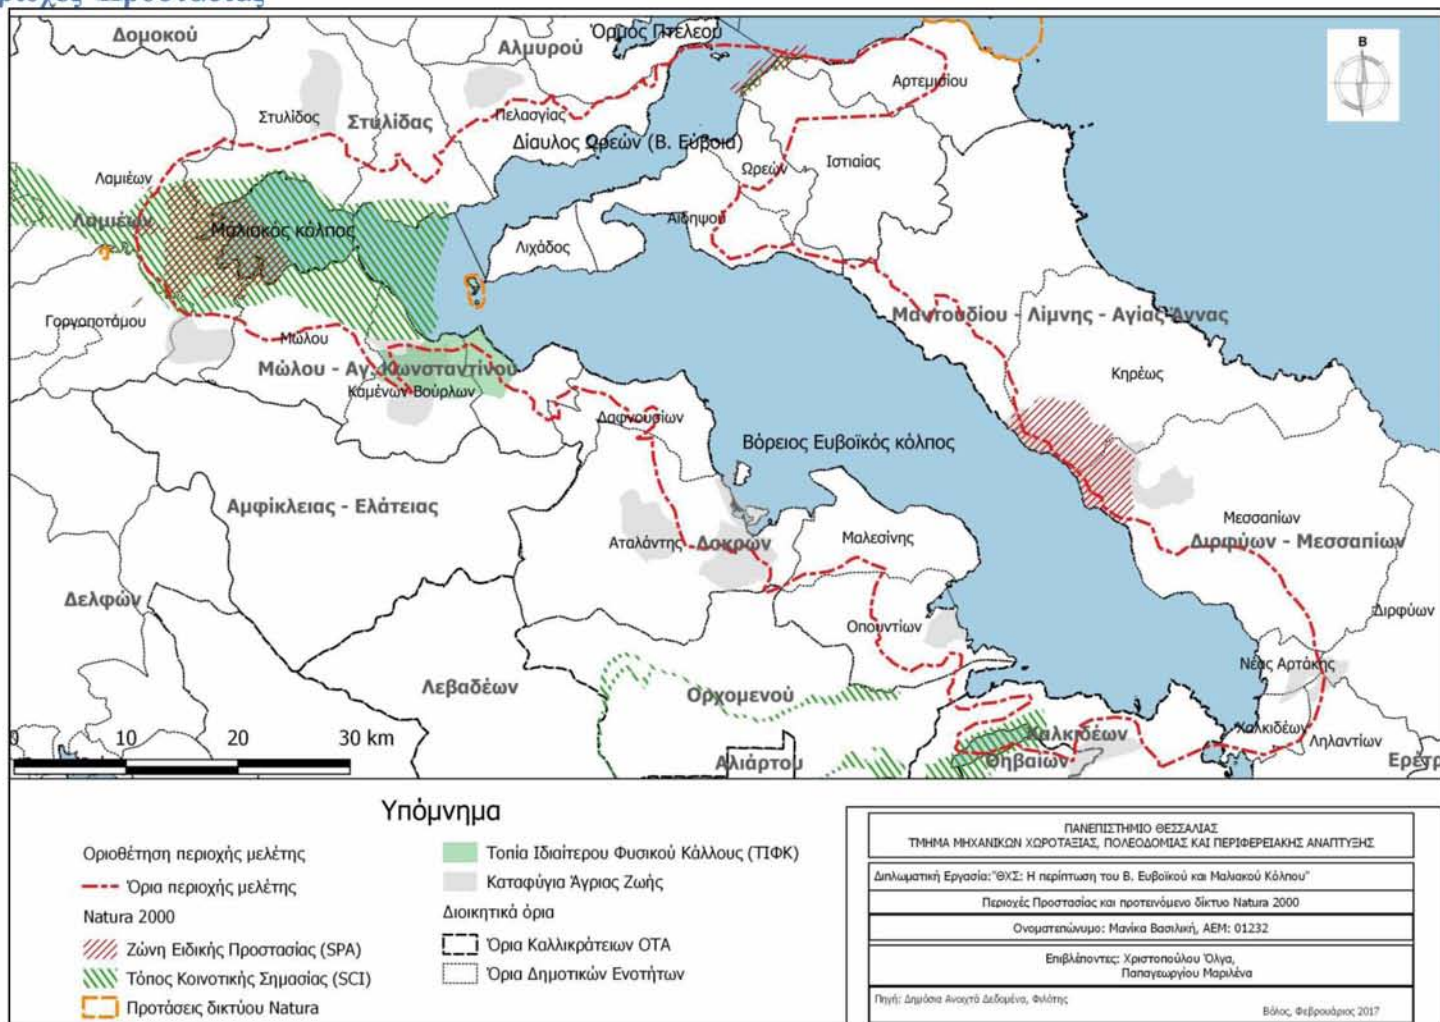 Δομοκού
Αλμυρού
Όρμος Πτελεού
Β
Αρτεμισίου
Στυλίδος
Στυλίδας
Πελασγίας
Δίαυλος Ωρεών (Β. Εύβοια)
Ωρεών
Ιστιαίας
Λαμιέων
Λαμιέων
Μαλιακός κόλπος
Λιχάδος
Αιδηψού
Γοργοποτάμου
Μώλου
Μαντουδίου - Λίμνης - Αγίας Άννας
Μώλου - Αγ. Κωνσταντίνου
Κηρέως
Καμένων Βούρλων
Δαφνουσίων
Βόρειος Ευβοϊκός κόλπος
Αμφίκλειας - Ελάτειας
Αταλάντης
Λοκρών
Μαλεσίνης
Μεσσαπίων
Διρφύων - Μεσσαπίων
Δελφών
Οπουντίων
Διρφύων
Νέας Αρτάκης
Λεβαδέων
Ορχομενού
Χαλκιδέων
Χαλκιδέων
Ληλαντίων
Αλιάρτου
Θηβαίων
Ερέτρ
0 10 20 30 km
Υπόμνημα
Οριοθέτηση περιοχής μελέτης
Όρια περιοχής μελέτης
Natura 2000
Ζώνη Ειδικής Προστασίας (SPA)
Τόπος Κοινοτικής Σημασίας (SCI)
Προτάσεις δικτύου Natura
Τοπία Ιδιαίτερου Φυσικού Κάλλους (ΤΙΦΚ)
Καταφύγια Άγριας Ζωής
Διοικητικά όρια
Όρια Καλλικράτειων ΟΤΑ
Όρια Δημοτικών Ενοτήτων
ΠΑΝΕΠΙΣΤΗΜΙΟ ΘΕΣΣΑΛΙΑΣ
ΤΜΗΜΑ ΜΗΧΑΝΙΚΩΝ ΧΩΡΟΤΑΞΙΑΣ, ΠΟΛΕΟΔΟΜΙΑΣ ΚΑΙ ΠΕΡΙΦΕΡΕΙΑΚΗΣ ΑΝΑΠΤΥΞΗΣ
Διπλωματική Εργασία:"ΘΧΣ: Η περίπτωση του Β. Ευβοϊκού και Μαλιακού Κόλπου"
Περιοχές Προστασίας και προτεινόμενο δίκτυο Natura 2000
Ονοματεπώνυμο: Μανίκα Βασιλική, ΑΕΜ: 01232
Επιβλέποντες: Χριστοπούλου Όλγα,
Παπαγεωργίου Μαριλένα
Πηγή: Δημόσια Ανοιχτά Δεδομένα, Φιλότης
Βόλος, Φεβρουάριος 2017